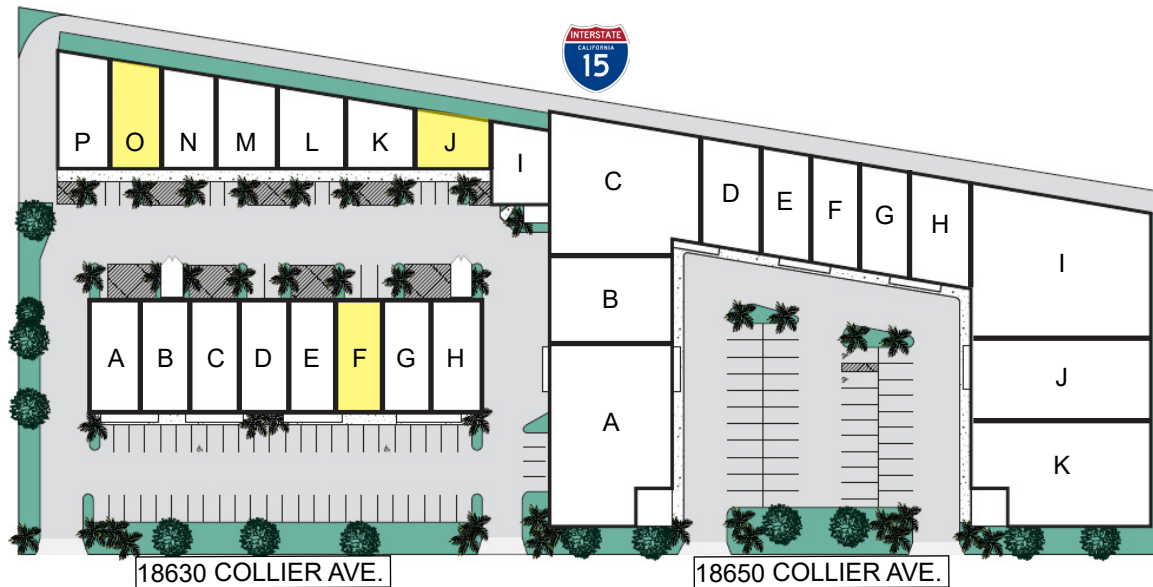 INTERSTATE
CALIFORNIA
15
P O N M L K J I
C D E F G H I
B
J
A B C D E F G H
A
K
18630 COLLIER AVE.
18650 COLLIER AVE.